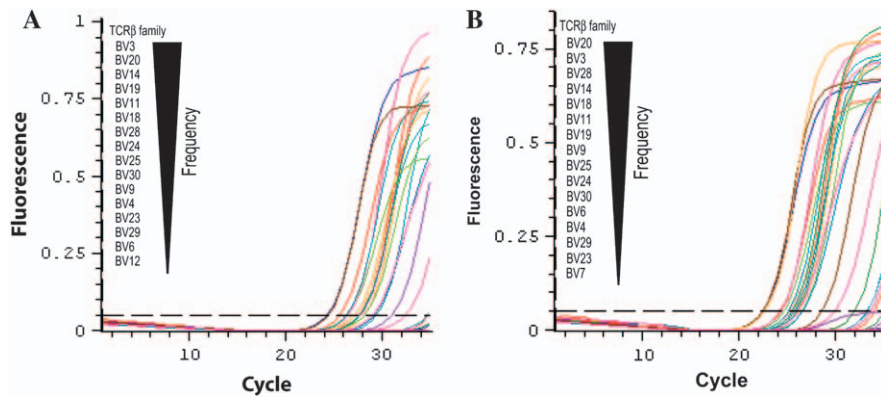 A
TCRβ family
BV3
BV20
BV14
BV19
BV11
BV18
BV28
BV24
BV25
BV30
BV9
BV4
BV23
BV29
BV6
BV12
Frequency
Fluorescence
1
0.75
0.5
0.25
0
10
20
30
Cycle
B
TCRβ family
BV20
BV3
BV28
BV14
BV18
BV11
BV19
BV9
BV25
BV24
BV30
BV6
BV4
BV29
BV23
BV7
Frequency
Fluorescence
0.75
0.5
0.25
0
10
20
30
Cycle